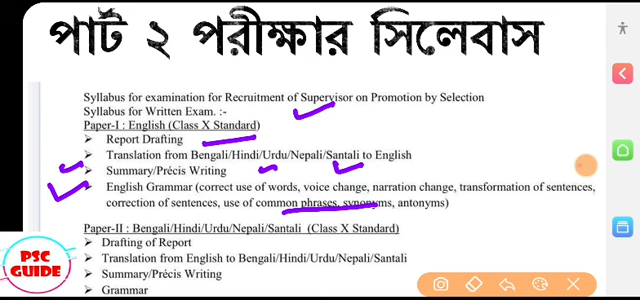 পার্ট ২ পরীক্ষার সিলেবাস
Syllabus for examination for Recruitment of Supervisor on Promotion by Selection
Syllabus for Written Exam. :-
Paper-I : English (Class X Standard)
➤ Report Drafting
➤ Translation from Bengali/Hindi/Urdu/Nepali/Santali to English
➤ Summary/Précis Writing
➤ English Grammar (correct use of words, voice change, narration change, transformation of sentences,
correction of sentences, use of common phrases, synonyms, antonyms)
Paper-II : Bengali/Hindi/Urdu/Nepali/Santali (Class X Standard)
➤ Drafting of Report
➤ Translation from English to Bengali/Hindi/Urdu/Nepali/Santali
➤ Summary/Précis Writing
➤ Grammar
PSC
GUIDE